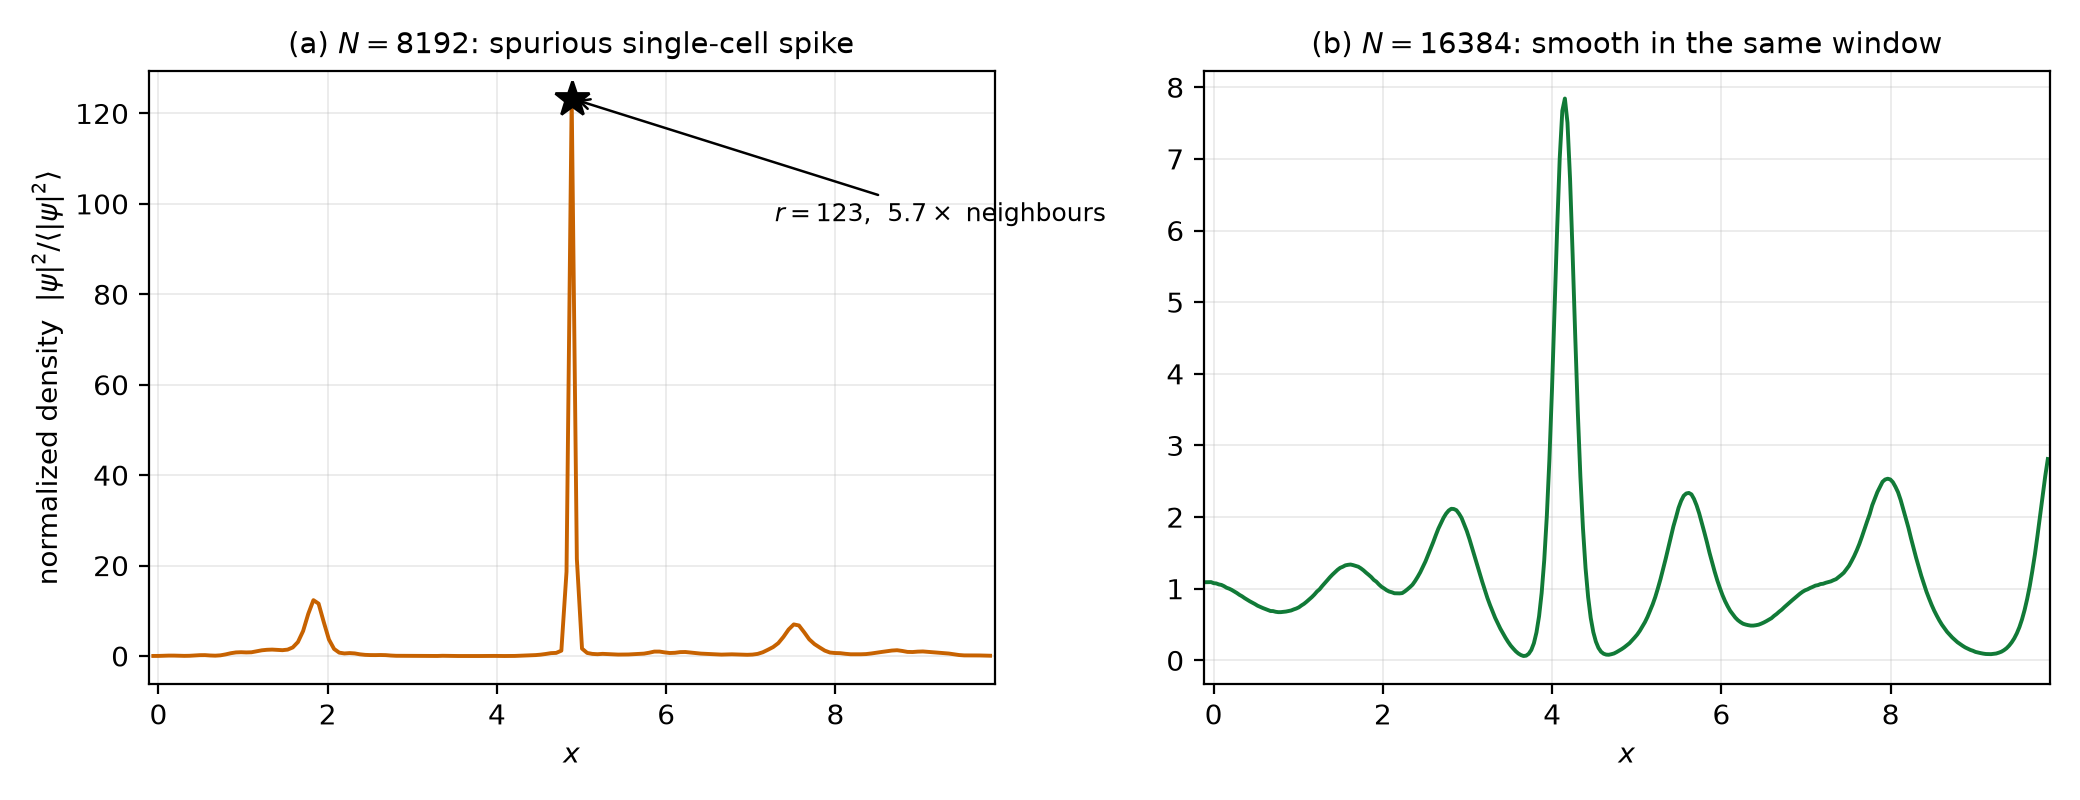 (a) N = 8192: spurious single-cell spike
normalized density |ψ|²/⟨|ψ|²⟩
120
100
80
60
40
20
0
r = 123, 5.7 × neighbours
0 2 4 6 8
x
(b) N = 16384: smooth in the same window
8
7
6
5
4
3
2
1
0
0 2 4 6 8
x